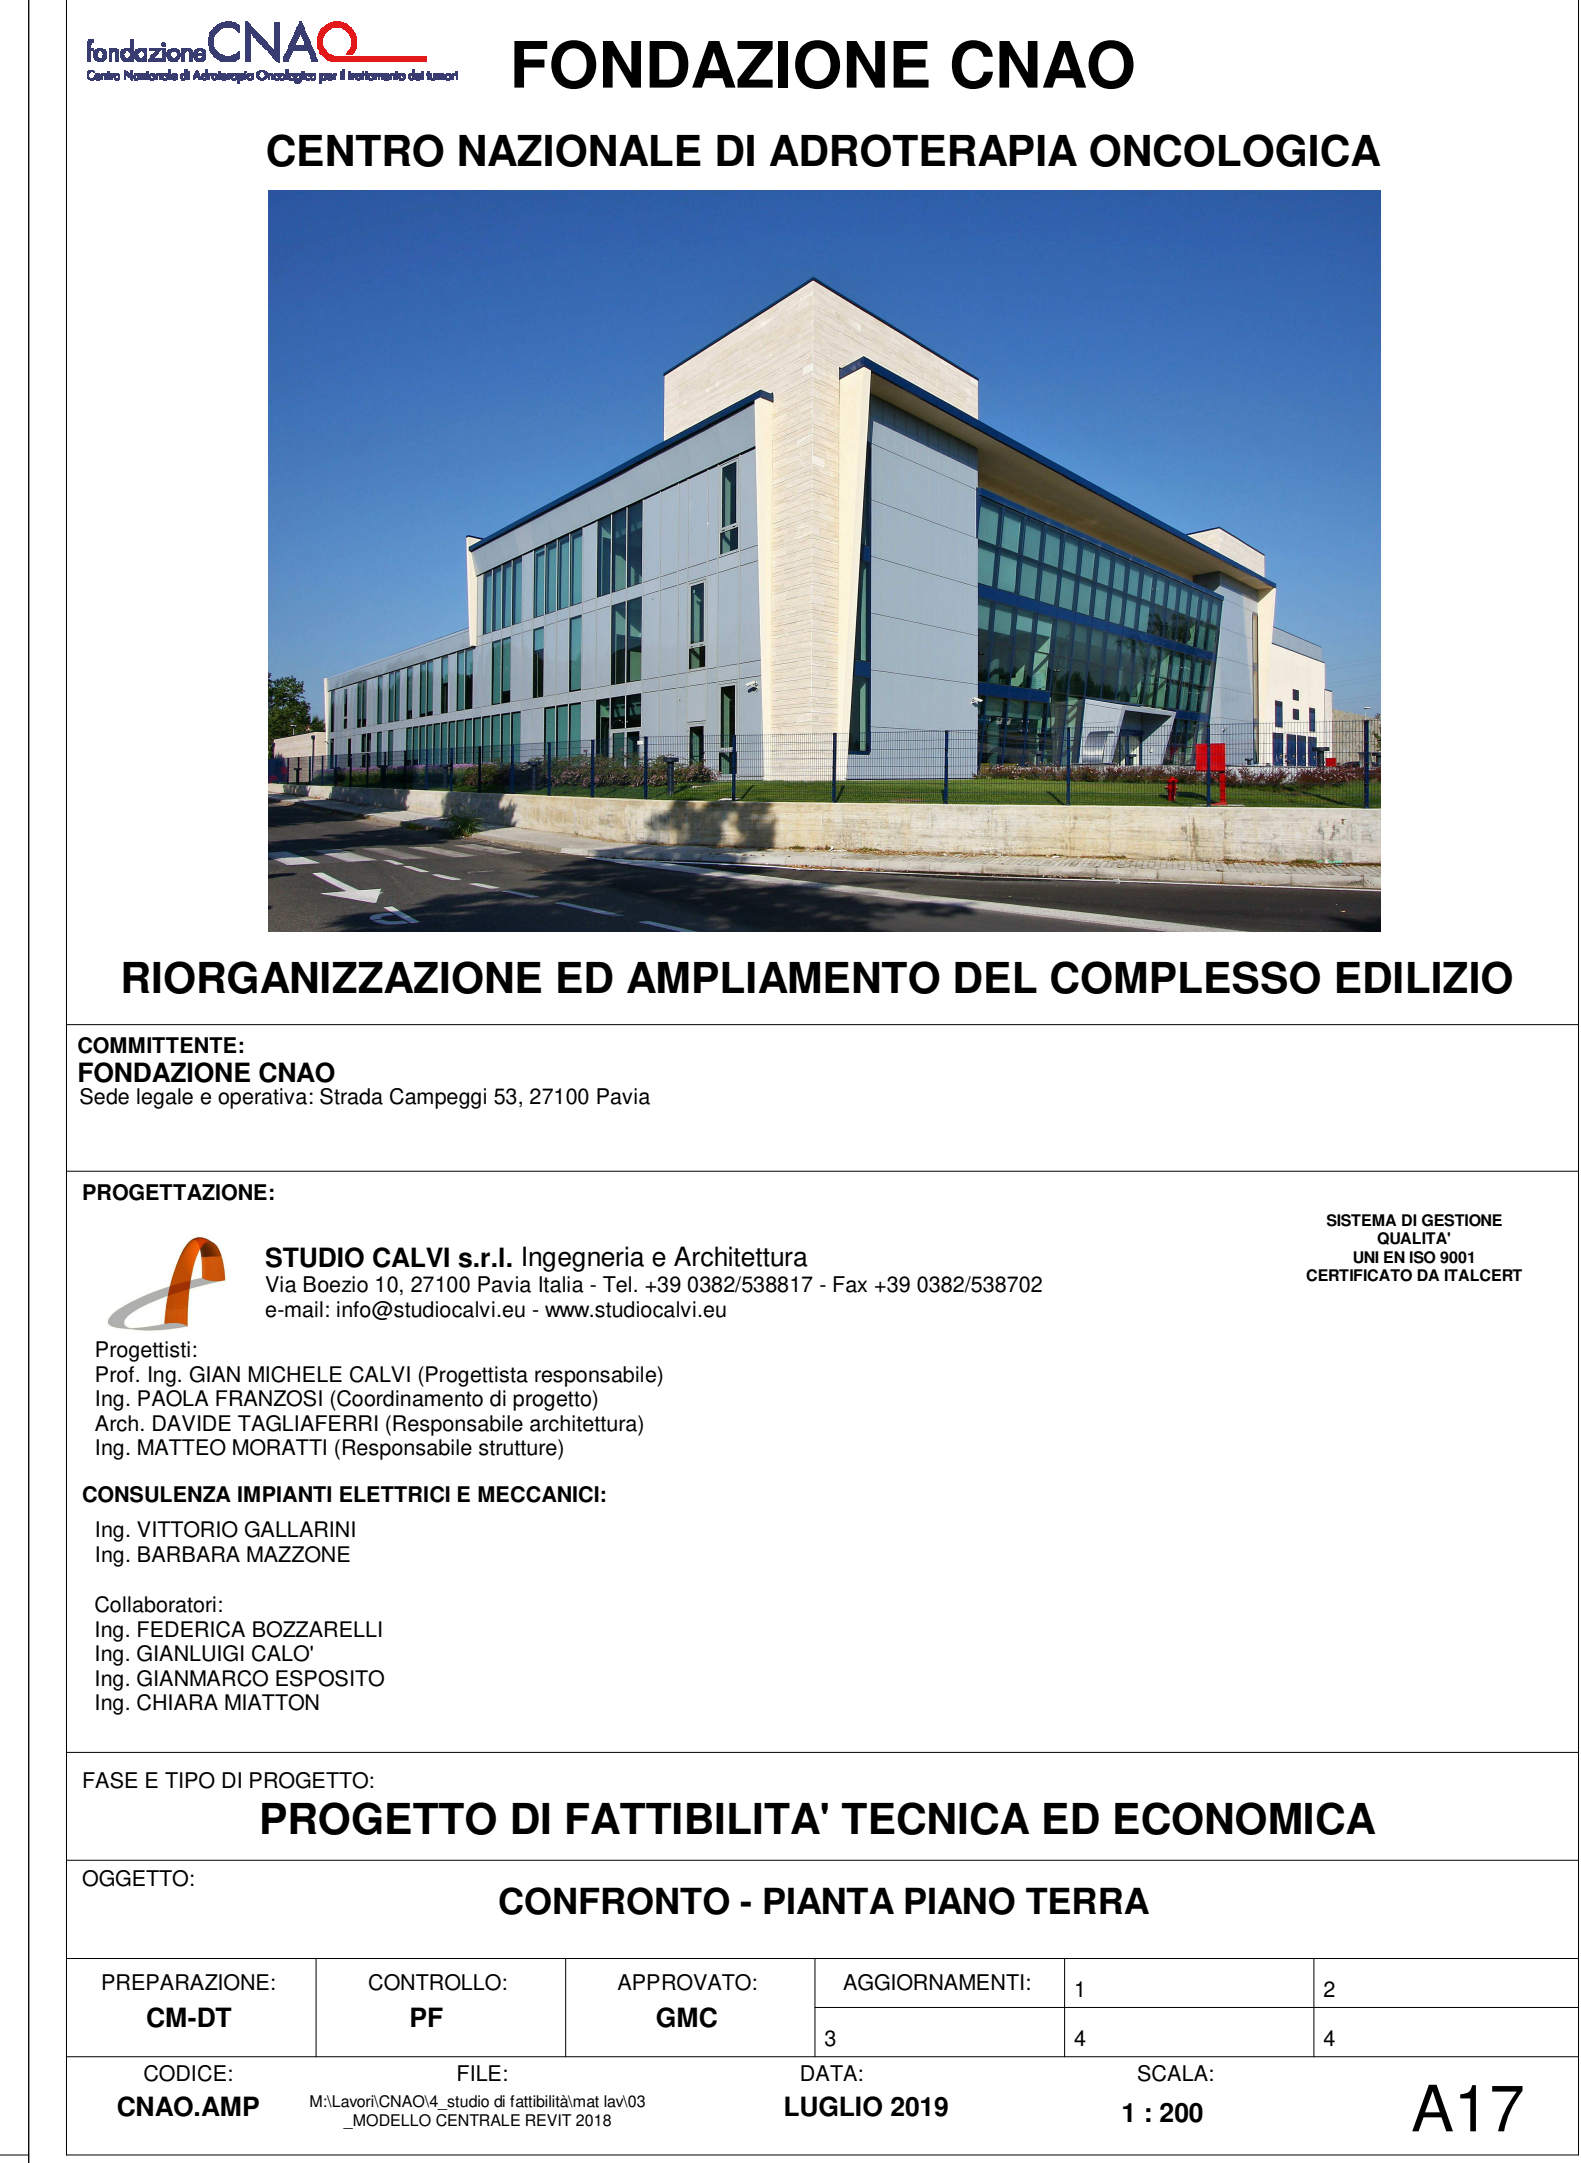 fondazione CNAO
Centro Nazionale di Adroterapia Oncologica per il trattamento dei tumori
FONDAZIONE CNAO
CENTRO NAZIONALE DI ADROTERAPIA ONCOLOGICA
RIORGANIZZAZIONE ED AMPLIAMENTO DEL COMPLESSO EDILIZIO
COMMITTENTE:
FONDAZIONE CNAO
Sede legale e operativa: Strada Campeggi 53, 27100 Pavia
PROGETTAZIONE:
SISTEMA DI GESTIONE
QUALITA'
UNI EN ISO 9001
CERTIFICATO DA ITALCERT
STUDIO CALVI s.r.l. Ingegneria e Architettura
Via Boezio 10, 27100 Pavia Italia - Tel. +39 0382/538817 - Fax +39 0382/538702
e-mail: info@studiocalvi.eu - www.studiocalvi.eu
Progettisti:
Prof. Ing. GIAN MICHELE CALVI (Progettista responsabile)
Ing. PAOLA FRANZOSI (Coordinamento di progetto)
Arch. DAVIDE TAGLIAFERRI (Responsabile architettura)
Ing. MATTEO MORATTI (Responsabile strutture)
CONSULENZA IMPIANTI ELETTRICI E MECCANICI:
Ing. VITTORIO GALLARINI
Ing. BARBARA MAZZONE
Collaboratori:
Ing. FEDERICA BOZZARELLI
Ing. GIANLUIGI CALO'
Ing. GIANMARCO ESPOSITO
Ing. CHIARA MIATTON
FASE E TIPO DI PROGETTO:
PROGETTO DI FATTIBILITA' TECNICA ED ECONOMICA
OGGETTO:
CONFRONTO - PIANTA PIANO TERRA
PREPARAZIONE: CONTROLLO: APPROVATO: AGGIORNAMENTI: 1 2
CM-DT PF GMC
3 4 4
CODICE: FILE: DATA: SCALA:
CNAO.AMP M:\Lavori\CNAO\4_studio di fattibilità\mat lav\03 LUGLIO 2019 1 : 200 A17
_MODELLO CENTRALE REVIT 2018